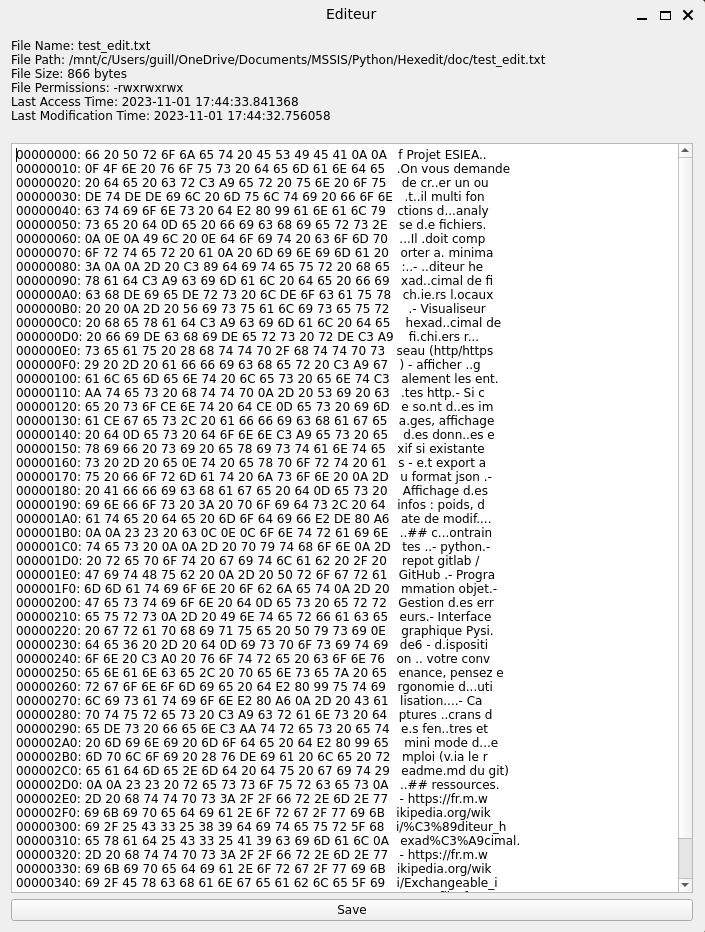 Editeur
File Name: test_edit.txt
File Path: /mnt/c/Users/guill/OneDrive/Documents/MSSIS/Python/Hexedit/doc/test_edit.txt
File Size: 866 bytes
File Permissions: -rwxrwxrwx
Last Access Time: 2023-11-01 17:44:33.841368
Last Modification Time: 2023-11-01 17:44:32.756058
00000000: 66 20 50 72 6F 6A 65 74 20 45 53 49 45 41 0A 0A f Projet ESIEA..
00000010: 0F 4F 6E 20 76 6F 75 73 20 64 65 6D 61 6E 64 65 .On vous demande
00000020: 20 64 65 20 63 72 C3 A9 65 72 20 75 6E 20 6F 75 de cr..er un ou
00000030: DE 74 DE DE 69 6C 20 6D 75 6C 74 69 20 66 6F 6E .t..il multi fon
00000040: 63 74 69 6F 6E 73 20 64 E2 80 99 61 6E 61 6C 79 ctions d...analy
00000050: 73 65 20 64 0D 65 20 66 69 63 68 69 65 72 73 2E se d.e fichiers.
00000060: 0A 0E 0A 49 6C 20 0E 64 6F 69 74 20 63 6F 6D 70 ...Il .doit comp
00000070: 6F 72 74 65 72 20 61 0A 20 6D 69 6E 69 6D 61 20 orter a. minima
00000080: 3A 0A 0A 2D 20 C3 89 64 69 74 65 75 72 20 68 65 :..- ..diteur he
00000090: 78 61 64 C3 A9 63 69 6D 61 6C 20 64 65 20 66 69 xad..cimal de fi
000000A0: 63 68 DE 69 65 DE 72 73 20 6C DE 6F 63 61 75 78 ch.ie.rs l.ocaux
000000B0: 20 20 0A 2D 20 56 69 73 75 61 6C 69 73 65 75 72 .- Visualiseur
000000C0: 20 68 65 78 61 64 C3 A9 63 69 6D 61 6C 20 64 65 hexad..cimal de
000000D0: 20 66 69 DE 63 68 69 DE 65 72 73 20 72 DE C3 A9 fi.chi.ers r...
000000E0: 73 65 61 75 20 28 68 74 74 70 2F 68 74 74 70 73 seau (http/https
000000F0: 29 20 2D 20 61 66 66 69 63 68 65 72 20 C3 A9 67 ) - afficher ..g
00000100: 61 6C 65 6D 65 6E 74 20 6C 65 73 20 65 6E 74 C3 alement les ent.
00000110: AA 74 65 73 20 68 74 74 70 0A 2D 20 53 69 20 63 .tes http.- Si c
00000120: 65 20 73 6F CE 6E 74 20 64 CE 0D 65 73 20 69 6D e so.nt d..es im
00000130: 61 CE 67 65 73 2C 20 61 66 66 69 63 68 61 67 65 a.ges, affichage
00000140: 20 64 0D 65 73 20 64 6F 6E 6E C3 A9 65 73 20 65 d.es donn..es e
00000150: 78 69 66 20 73 69 20 65 78 69 73 74 61 6E 74 65 xif si existante
00000160: 73 20 2D 20 65 0E 74 20 65 78 70 6F 72 74 20 61 s - e.t export a
00000170: 75 20 66 6F 72 6D 61 74 20 6A 73 6F 6E 20 0A 2D u format json .-
00000180: 20 41 66 66 69 63 68 61 67 65 20 64 0D 65 73 20 Affichage d.es
00000190: 69 6E 66 6F 73 20 3A 20 70 6F 69 64 73 2C 20 64 infos : poids, d
000001A0: 61 74 65 20 64 65 20 6D 6F 64 69 66 E2 DE 80 A6 ate de modif....
000001B0: 0A 0A 23 23 20 63 0C 0E 0C 6F 6E 74 72 61 69 6E ..## c...ontrain
000001C0: 74 65 73 20 0A 0A 2D 20 70 79 74 68 6F 6E 0A 2D tes ..- python.-
000001D0: 20 72 65 70 6F 74 20 67 69 74 6C 61 62 20 2F 20 repot gitlab /
000001E0: 47 69 74 48 75 62 20 0A 2D 20 50 72 6F 67 72 61 GitHub .- Progra
000001F0: 6D 6D 61 74 69 6F 6E 20 6F 62 6A 65 74 0A 2D 20 mmation objet.-
00000200: 47 65 73 74 69 6F 6E 20 64 0D 65 73 20 65 72 72 Gestion d.es err
00000210: 65 75 72 73 0A 2D 20 49 6E 74 65 72 66 61 63 65 eurs.- Interface
00000220: 20 67 72 61 70 68 69 71 75 65 20 50 79 73 69 0E graphique Pysi.
00000230: 64 65 36 20 2D 20 64 0D 69 73 70 6F 73 69 74 69 de6 - d.ispositi
00000240: 6F 6E 20 C3 A0 20 76 6F 74 72 65 20 63 6F 6E 76 on .. votre conv
00000250: 65 6E 61 6E 63 65 2C 20 70 65 6E 73 65 7A 20 65 enance, pensez e
00000260: 72 67 6F 6E 6F 6D 69 65 20 64 E2 80 99 75 74 69 rgonomie d...uti
00000270: 6C 69 73 61 74 69 6F 6E E2 80 A6 0A 2D 20 43 61 lisation....- Ca
00000280: 70 74 75 72 65 73 20 C3 A9 63 72 61 6E 73 20 64 ptures ..crans d
00000290: 65 DE 73 20 66 65 6E C3 AA 74 72 65 73 20 65 74 e.s fen..tres et
000002A0: 20 6D 69 6E 69 20 6D 6F 64 65 20 64 E2 80 99 65 mini mode d...e
000002B0: 6D 70 6C 6F 69 20 28 76 DE 69 61 20 6C 65 20 72 mploi (v.ia le r
000002C0: 65 61 64 6D 65 2E 6D 64 20 64 75 20 67 69 74 29 eadme.md du git)
000002D0: 0A 0A 23 23 20 72 65 73 73 6F 75 72 63 65 73 0A ..## ressources.
000002E0: 2D 20 68 74 74 70 73 3A 2F 2F 66 72 2E 6D 2E 77 - https://fr.m.w
000002F0: 69 6B 69 70 65 64 69 61 2E 6F 72 67 2F 77 69 6B ikipedia.org/wik
00000300: 69 2F 25 43 33 25 38 39 64 69 74 65 75 72 5F 68 i/%C3%89diteur_h
00000310: 65 78 61 64 25 43 33 25 41 39 63 69 6D 61 6C 0A exad%C3%A9cimal.
00000320: 2D 20 68 74 74 70 73 3A 2F 2F 66 72 2E 6D 2E 77 - https://fr.m.w
00000330: 69 6B 69 70 65 64 69 61 2E 6F 72 67 2F 77 69 6B ikipedia.org/wik
00000340: 69 2F 45 78 63 68 61 6E 67 65 61 62 6C 65 5F 69 i/Exchangeable_i
Save